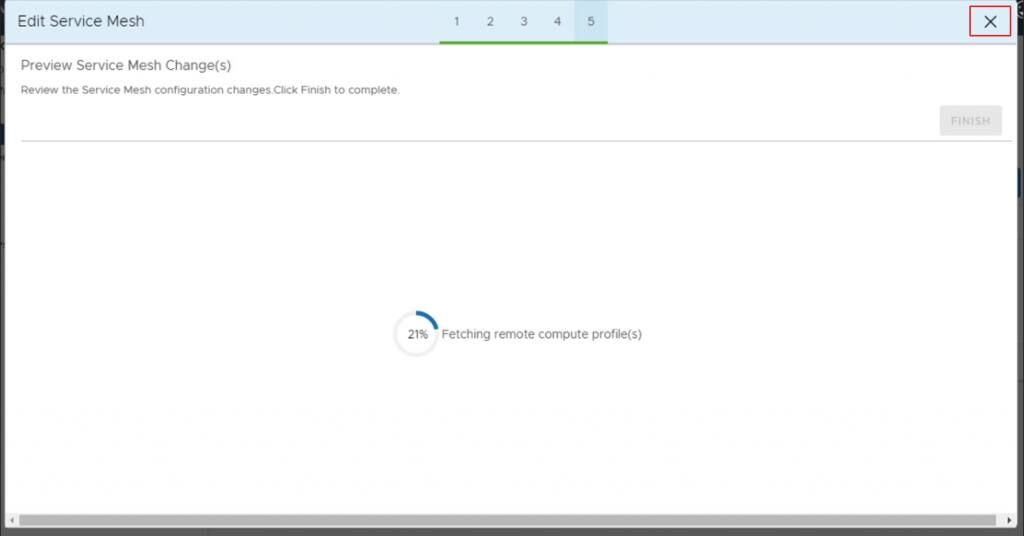 Edit Service Mesh
1 2 3 4 5
Preview Service Mesh Change(s)
Review the Service Mesh configuration changes.Click Finish to complete.
FINISH
21% Fetching remote compute profile(s)